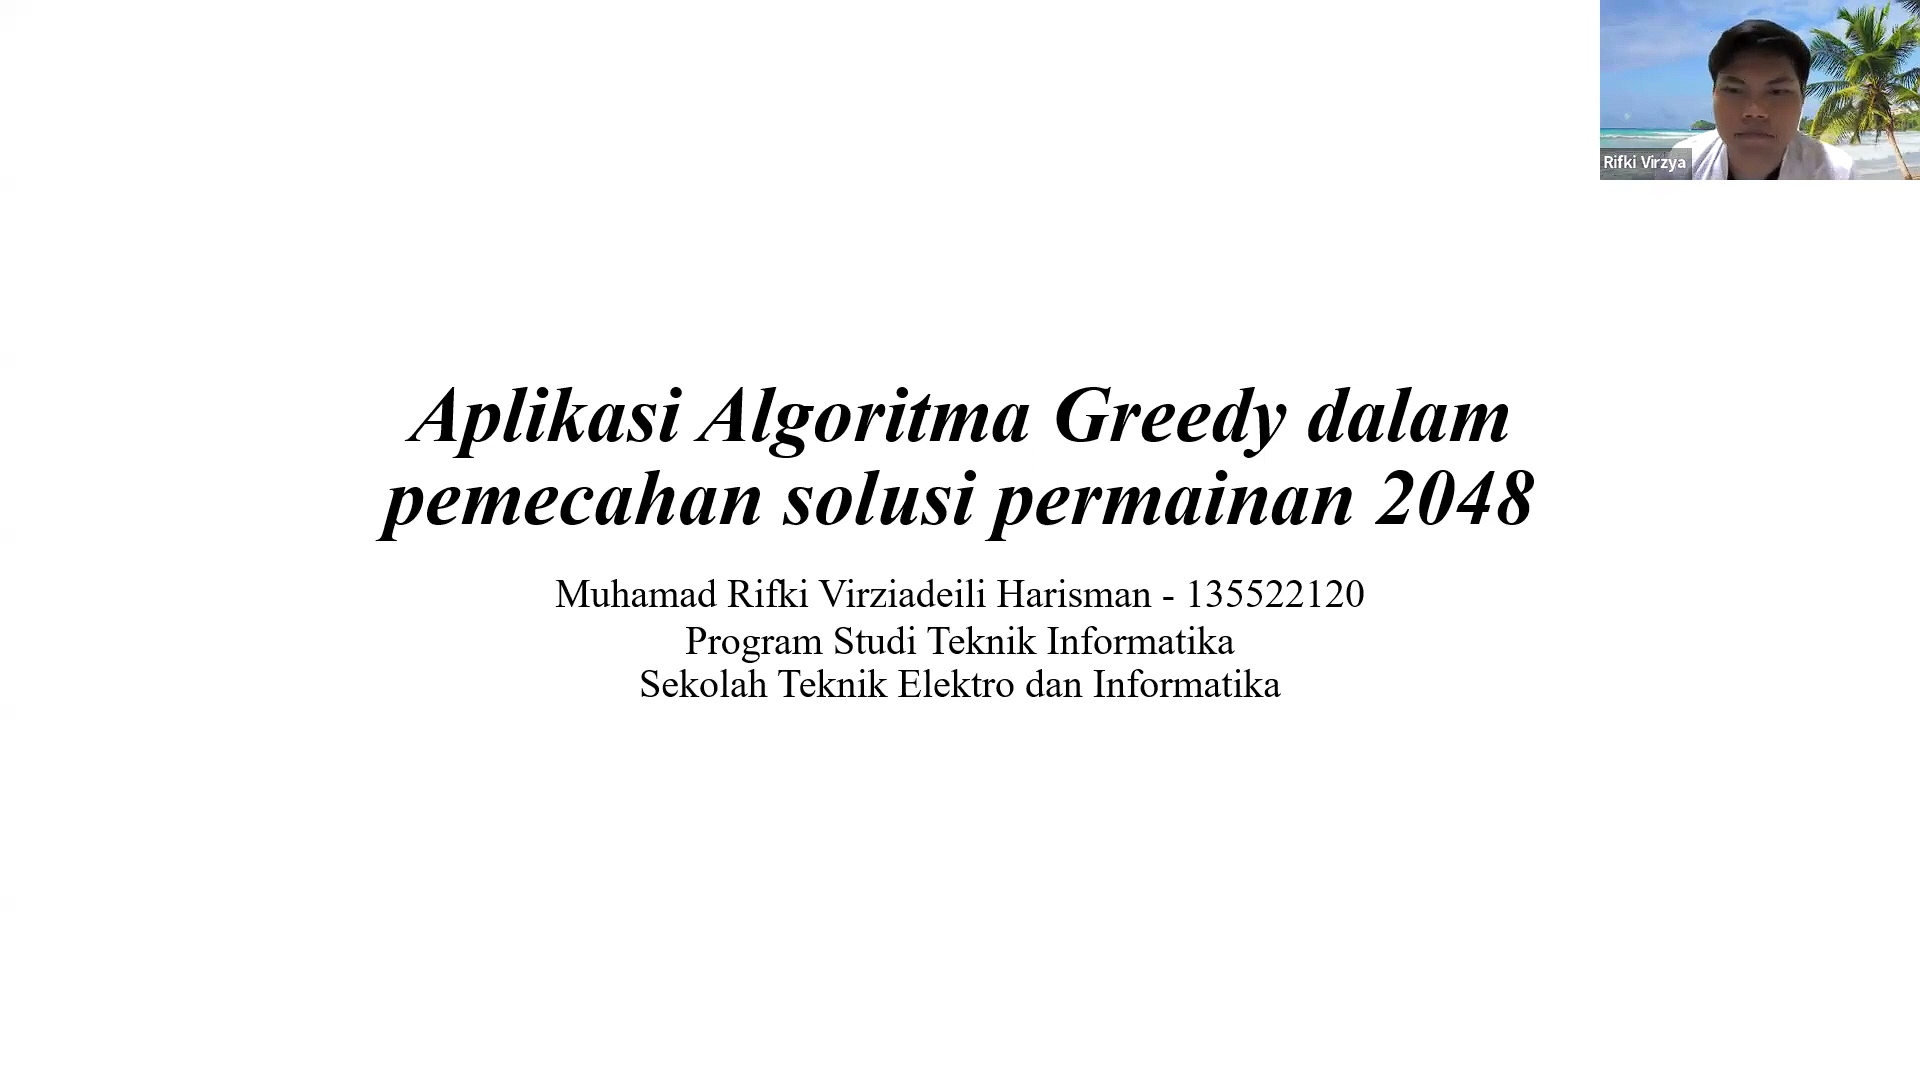 Rifki Virzya
Aplikasi Algoritma Greedy dalam
pemecahan solusi permainan 2048
Muhamad Rifki Virziadeili Harisman - 135522120
Program Studi Teknik Informatika
Sekolah Teknik Elektro dan Informatika